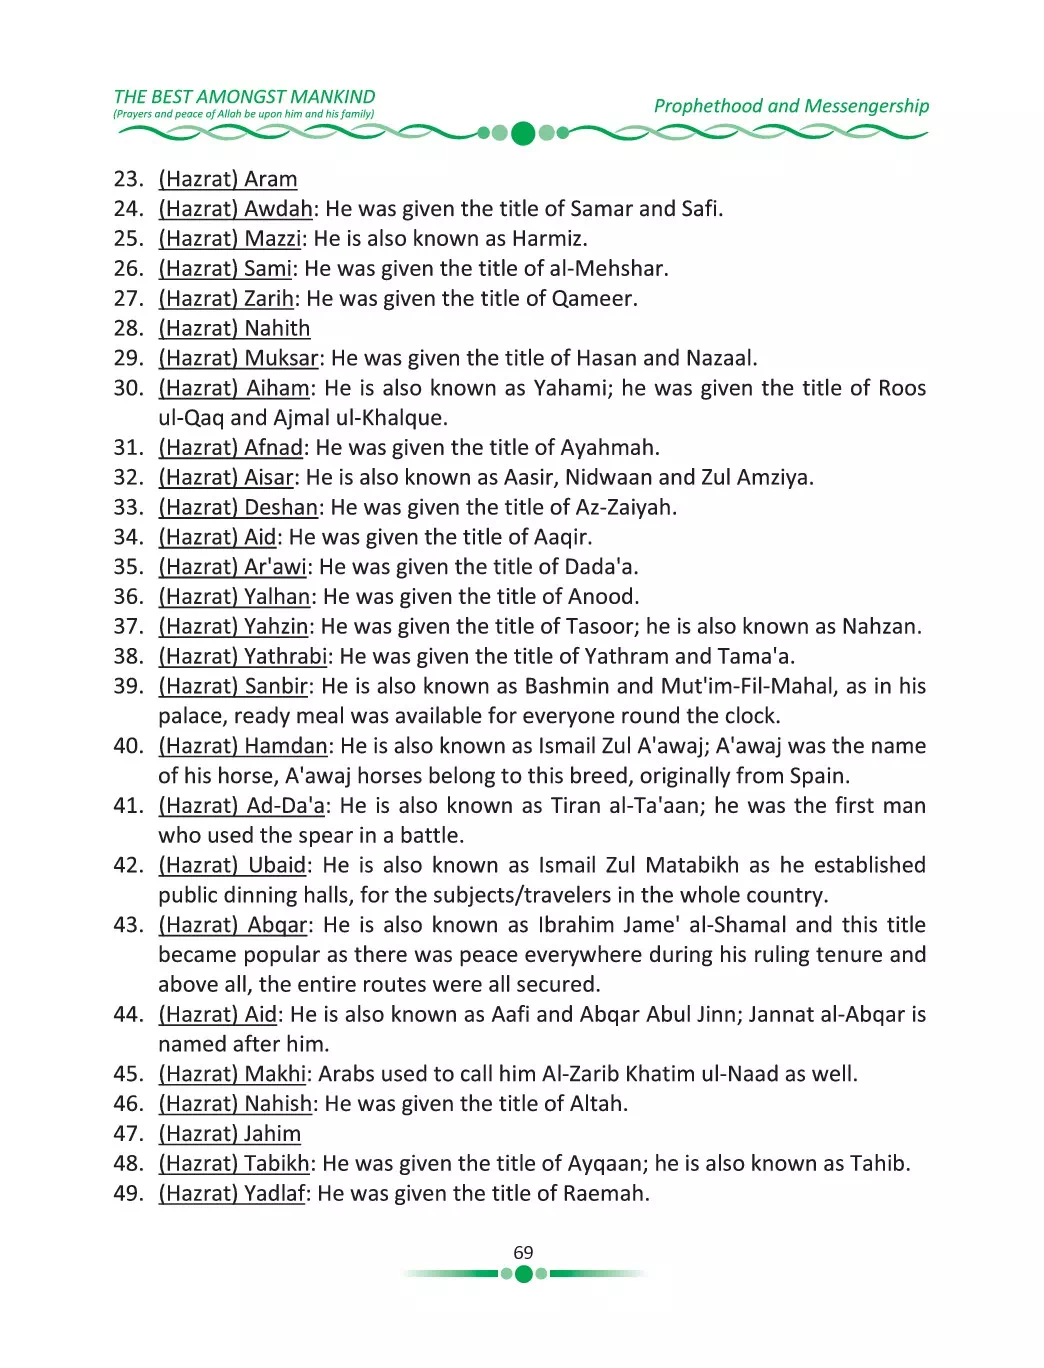 THE BEST AMONGST MANKIND
(Prayers and peace of Allah be upon him and his family)
Prophethood and Messengership
23. (Hazrat) Aram
24. (Hazrat) Awdah: He was given the title of Samar and Safi.
25. (Hazrat) Mazzi: He is also known as Harmiz.
26. (Hazrat) Sami: He was given the title of al-Mehshar.
27. (Hazrat) Zarih: He was given the title of Qameer.
28. (Hazrat) Nahith
29. (Hazrat) Muksar: He was given the title of Hasan and Nazaal.
30. (Hazrat) Aiham: He is also known as Yahami; he was given the title of Roos
ul-Qaq and Ajmal ul-Khalque.
31. (Hazrat) Afnad: He was given the title of Ayahmah.
32. (Hazrat) Aisar: He is also known as Aasir, Nidwaan and Zul Amziya.
33. (Hazrat) Deshan: He was given the title of Az-Zaiyah.
34. (Hazrat) Aid: He was given the title of Aaqir.
35. (Hazrat) Ar'awi: He was given the title of Dada'a.
36. (Hazrat) Yalhan: He was given the title of Anood.
37. (Hazrat) Yahzin: He was given the title of Tasoor; he is also known as Nahzan.
38. (Hazrat) Yathrabi: He was given the title of Yathram and Tama'a.
39. (Hazrat) Sanbir: He is also known as Bashmin and Mut'im-Fil-Mahal, as in his
palace, ready meal was available for everyone round the clock.
40. (Hazrat) Hamdan: He is also known as Ismail Zul A'awaj; A'awaj was the name
of his horse, A'awaj horses belong to this breed, originally from Spain.
41. (Hazrat) Ad-Da'a: He is also known as Tiran al-Ta'aan; he was the first man
who used the spear in a battle.
42. (Hazrat) Ubaid: He is also known as Ismail Zul Matabikh as he established
public dinning halls, for the subjects/travelers in the whole country.
43. (Hazrat) Abqar: He is also known as Ibrahim Jame' al-Shamal and this title
became popular as there was peace everywhere during his ruling tenure and
above all, the entire routes were all secured.
44. (Hazrat) Aid: He is also known as Aafi and Abqar Abul Jinn; Jannat al-Abqar is
named after him.
45. (Hazrat) Makhi: Arabs used to call him Al-Zarib Khatim ul-Naad as well.
46. (Hazrat) Nahish: He was given the title of Altah.
47. (Hazrat) Jahim
48. (Hazrat) Tabikh: He was given the title of Ayqaan; he is also known as Tahib.
49. (Hazrat) Yadlaf: He was given the title of Raemah.
69